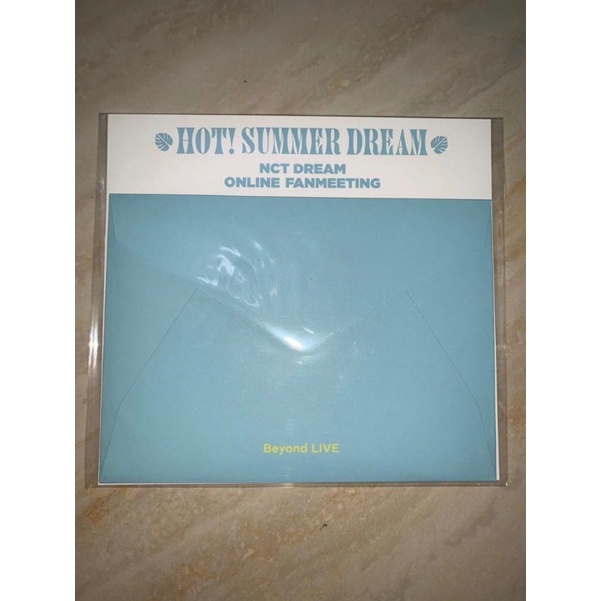 HOT! SUMMER DREAM
NCT DREAM
ONLINE FANMEETING
Beyond LIVE